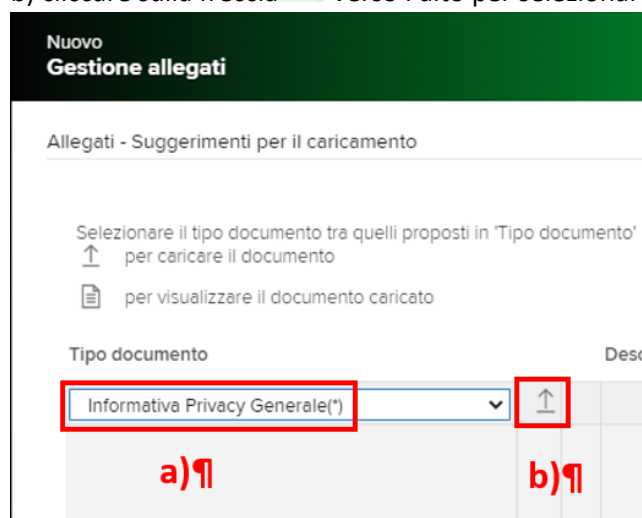 Nuovo
Gestione allegati
Allegati - Suggerimenti per il caricamento
Selezionare il tipo documento tra quelli proposti in 'Tipo documento'
per caricare il documento
per visualizzare il documento caricato
Tipo documento
Informativa Privacy Generale(*)
a)¶ b)¶